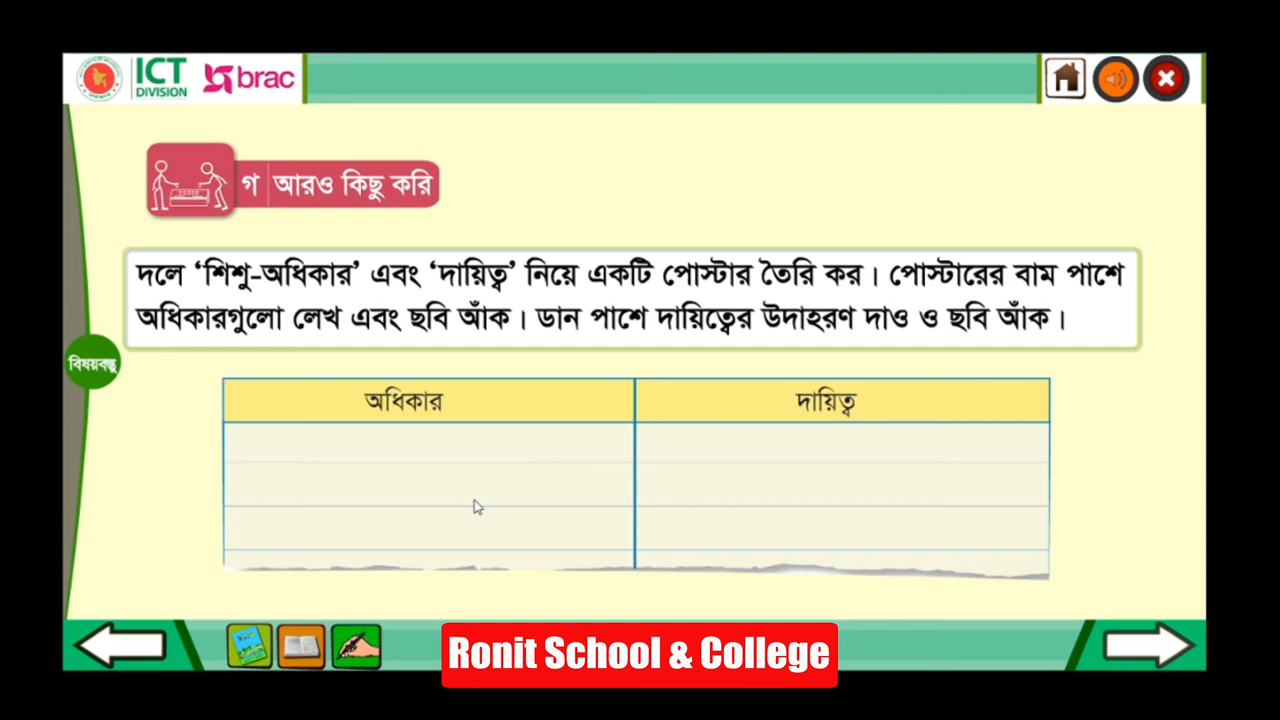 ICT
DIVISION
brac
গ আরও কিছু করি
দলে ‘শিশু-অধিকার’ এবং ‘দায়িত্ব’ নিয়ে একটি পোস্টার তৈরি কর। পোস্টারের বাম পাশে
অধিকারগুলো লেখ এবং ছবি আঁক। ডান পাশে দায়িত্বের উদাহরণ দাও ও ছবি আঁক।
বিষয়বস্তু
অধিকার
দায়িত্ব
Ronit School & College